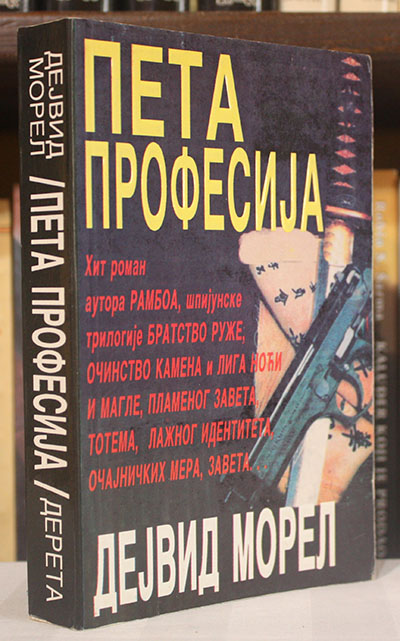 ДЕЈВИД
МОРЕЛ
/ПЕТА ПРОФЕСИЈА/
ДЕРЕТА
ПЕТА
ПРОФЕСИЈА
Хит роман
аутора РАМБОА, шпијунске
трилогије БРАТСТВО РУЖЕ,
ОЧИНСТВО КАМЕНА и ЛИГА НОЋИ
И МАГЛЕ, ПЛАМЕНОГ ЗАВЕТА,
ТОТЕМА, ЛАЖНОГ ИДЕНТИТЕТА,
ОЧАЈНИЧКИХ МЕРА, ЗАВЕТА...
ДЕЈВИД МОРЕЛ